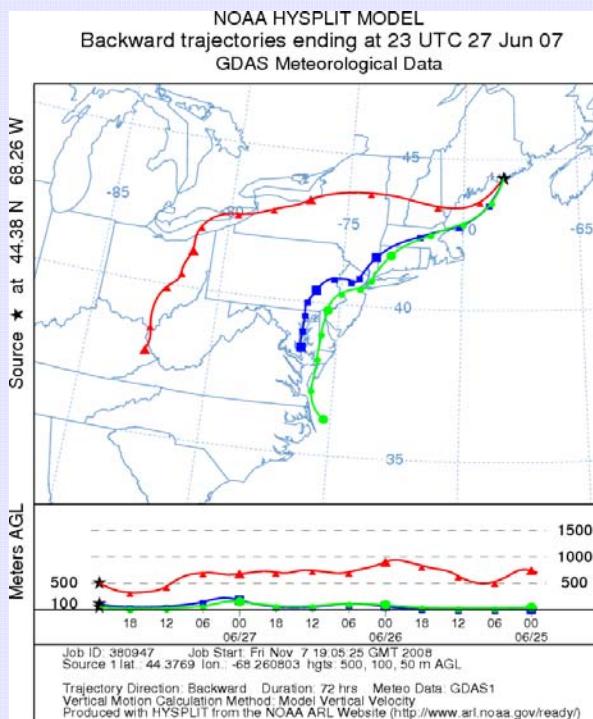 NOAA HYSPLIT MODEL
Backward trajectories ending at 23 UTC 27 Jun 07
GDAS Meteorological Data
Source ★ at 44.38 N 68.26 W
-85
-80
-75
-70
-65
45
40
35
Meters AGL
1500
1000
500
500
100
18 12 06 00 18 12 06 00 18 12 06 00
06/27 06/26 06/25
Job ID: 380947 Job Start: Fri Nov 7 19:05:25 GMT 2008
Source 1 lat.: 44.3769 lon.: -68.260803 hgts: 500, 100, 50 m AGL
Trajectory Direction: Backward Duration: 72 hrs Meteo Data: GDAS1
Vertical Motion Calculation Method: Model Vertical Velocity
Produced with HYSPLIT from the NOAA ARL Website (http://www.arl.noaa.gov/ready/)